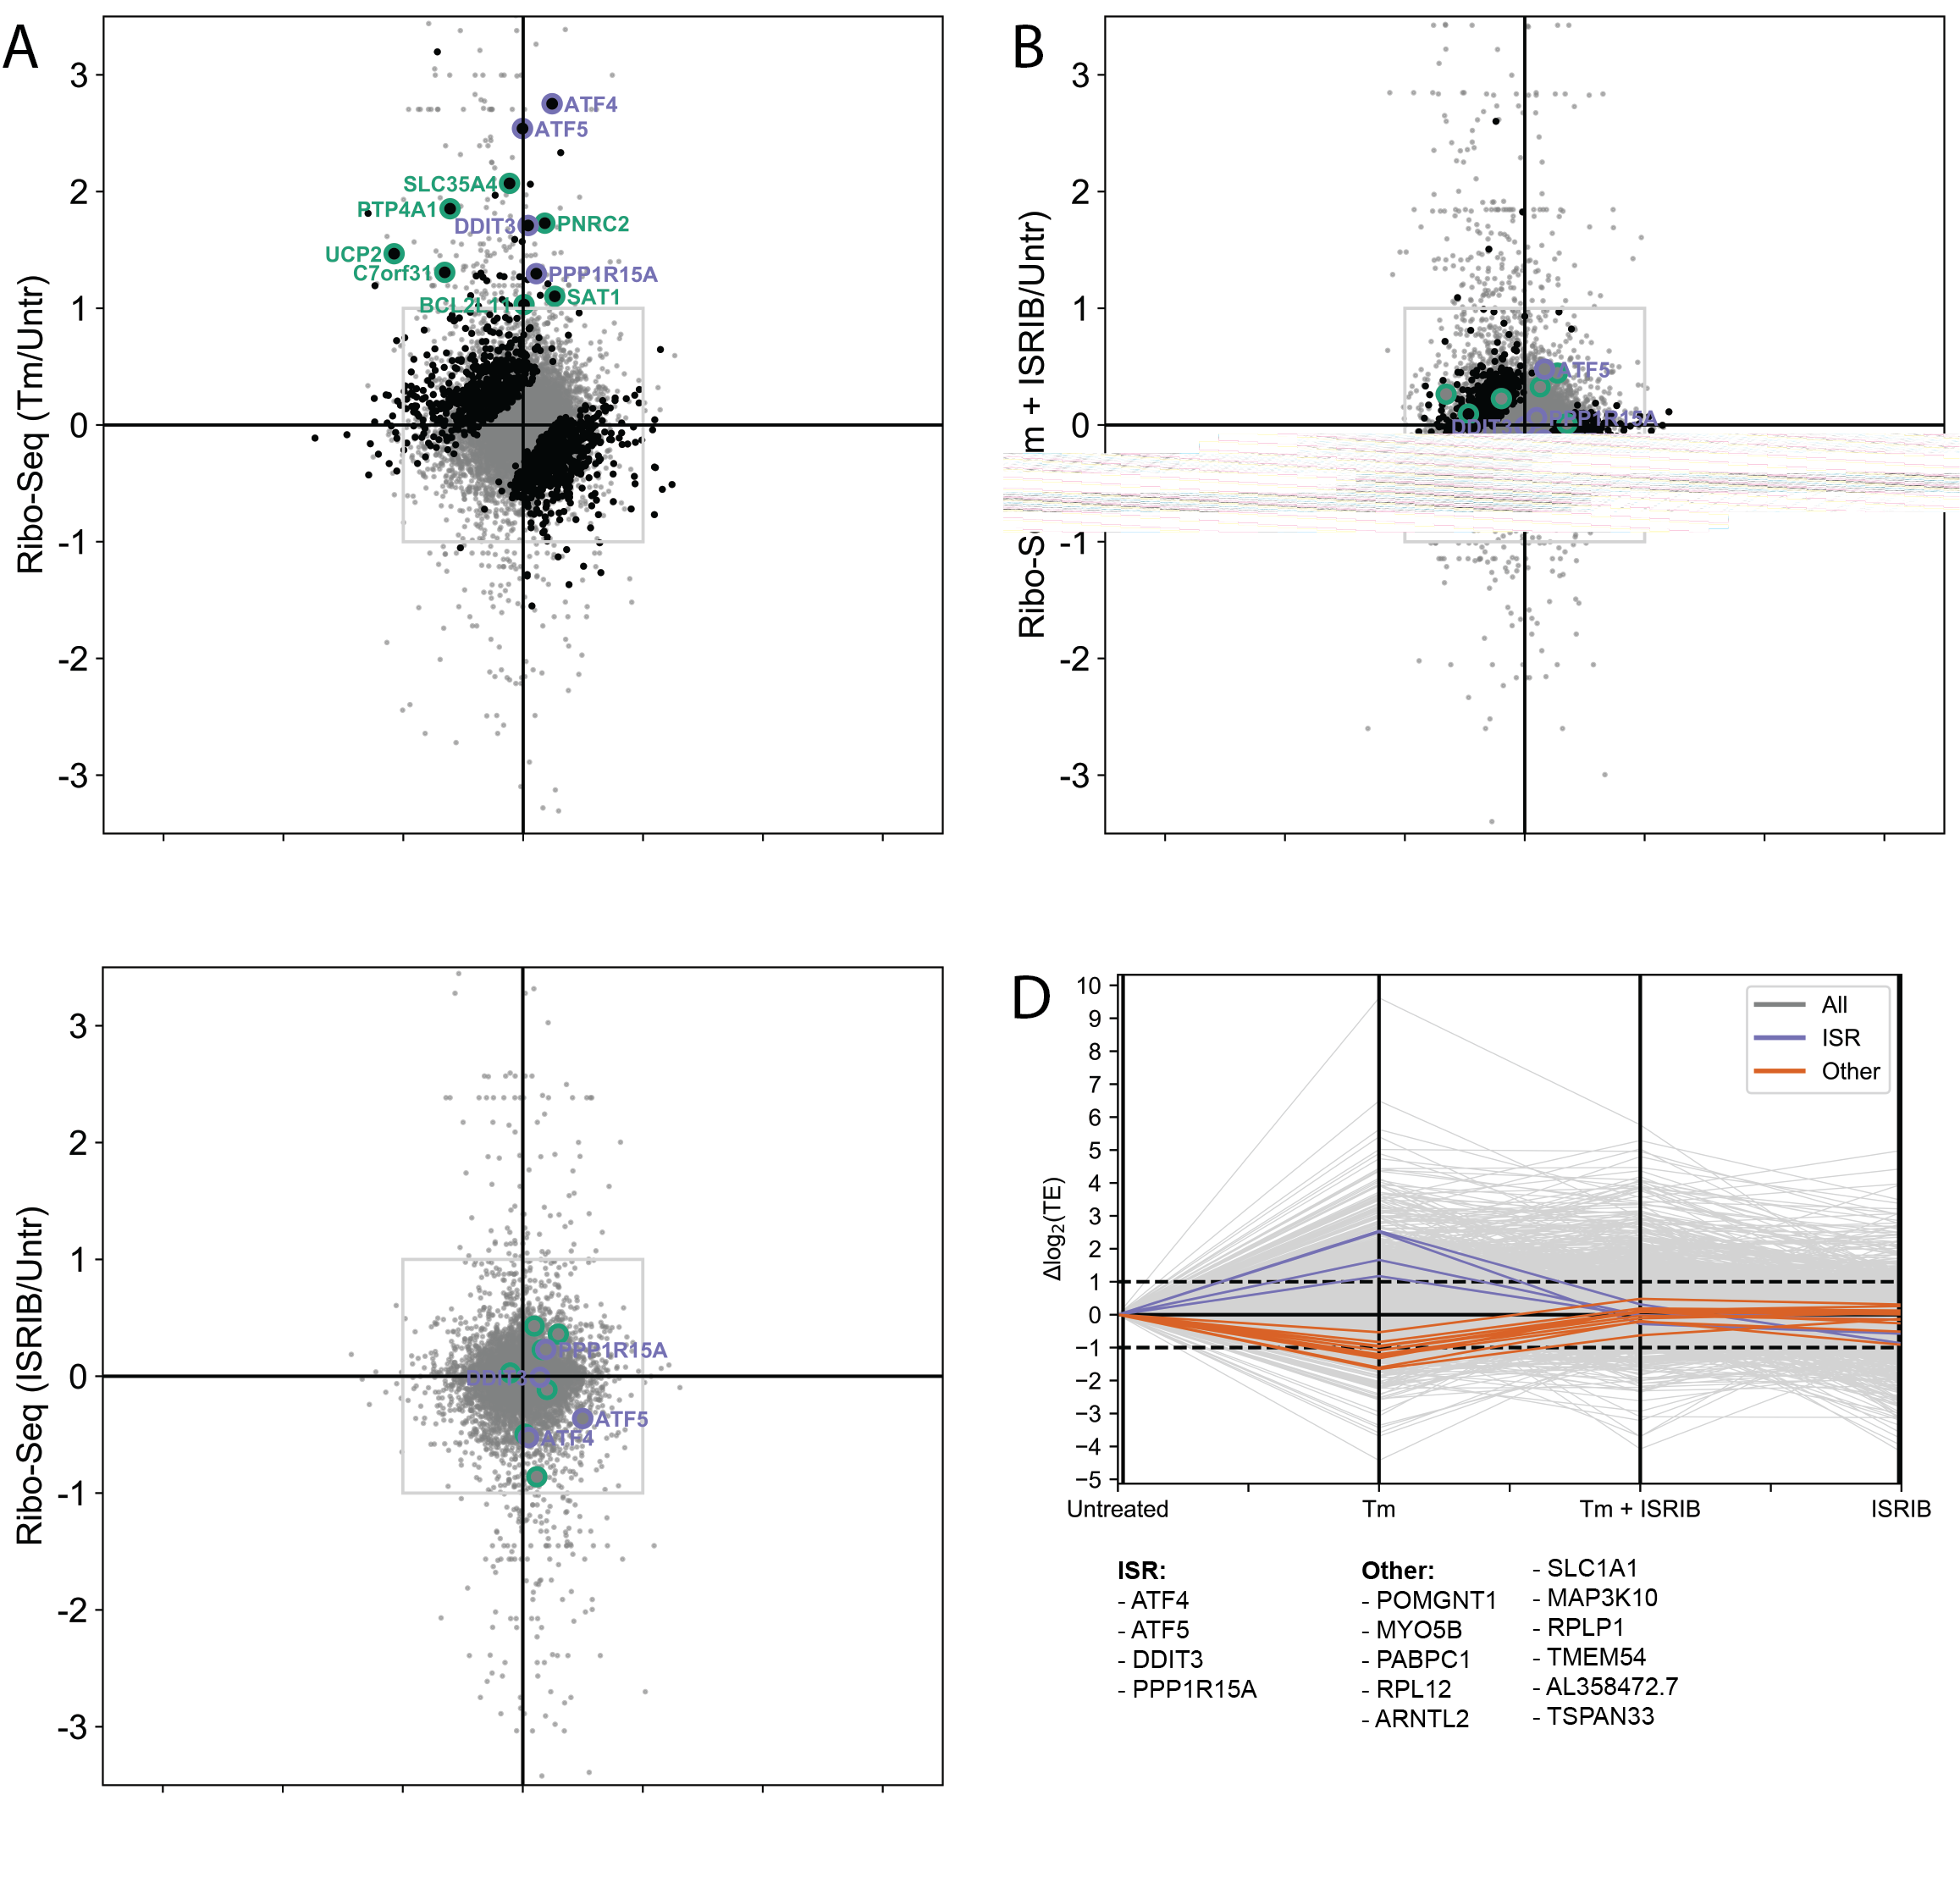 A
Ribo-Seq (Tm/Untr)
3
2
1
0
-1
-2
-3
ATF4
ATF5
SLC35A4
PTP4A1
DDIT3
PNRC2
UCP2
C7orf31
PPP1R15A
BCL2L11
SAT1
B
m + ISRIB/Untr)
3
2
1
0
-1
-2
-3
ATF5
PPP1R15A
Ribo-Seq (ISRIB/Untr)
3
2
1
0
-1
-2
-3
PPP1R15A
DDIT3
ATF5
ATF4
D
Δlog2(TE)
10
9
8
7
6
5
4
3
2
1
0
−1
−2
−3
−4
−5
All
ISR
Other
Untreated
Tm
Tm + ISRIB
ISRIB
ISR:
- ATF4
- ATF5
- DDIT3
- PPP1R15A
Other:
- POMGNT1
- MYO5B
- PABPC1
- RPL12
- ARNTL2
- SLC1A1
- MAP3K10
- RPLP1
- TMEM54
- AL358472.7
- TSPAN33